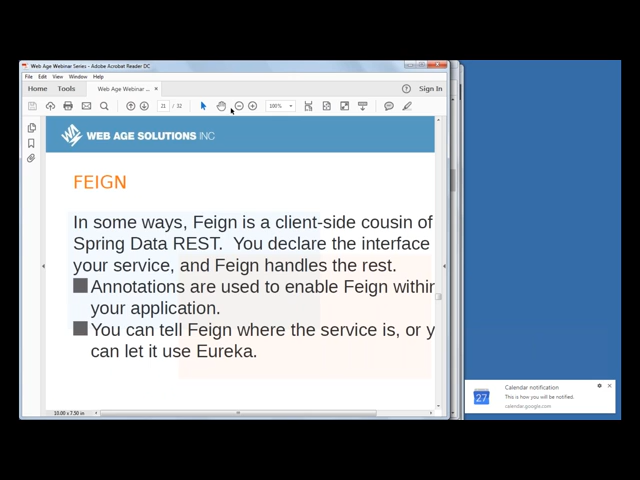 Web Age Webinar Series - Adobe Acrobat Reader DC
File Edit View Window Help
Home Tools Web Age Webinar ... × Sign In
21 / 32 100%
WEB AGE SOLUTIONS INC
FEIGN
In some ways, Feign is a client-side cousin of
Spring Data REST. You declare the interface
your service, and Feign handles the rest.
Annotations are used to enable Feign within
your application.
You can tell Feign where the service is, or y
can let it use Eureka.
10.00 x 7.50 in
Calendar notification
27 This is how you will be notified.
calendar.google.com